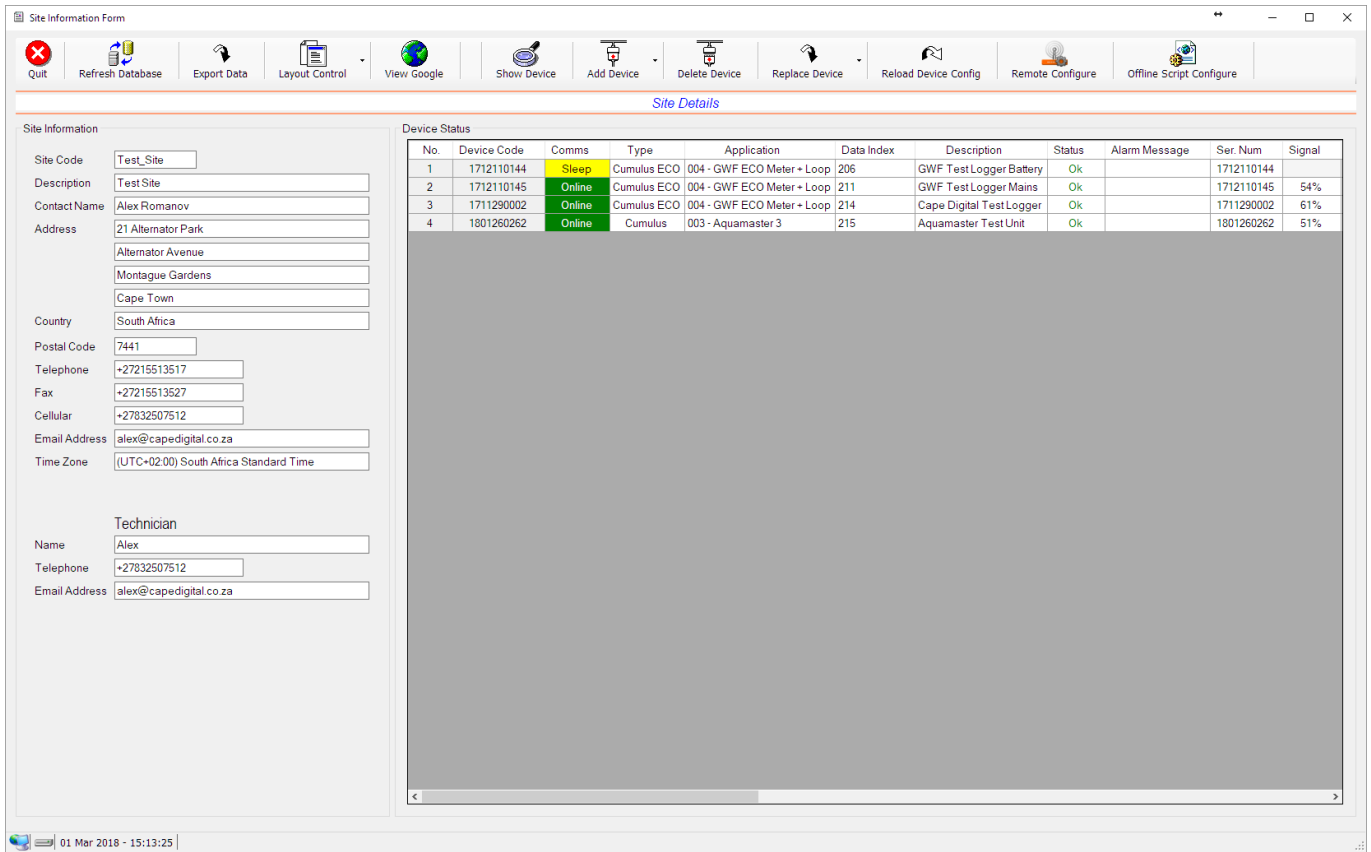 Site Information Form
Quit Refresh Database Export Data Layout Control View Google Show Device Add Device Delete Device Replace Device Reload Device Config Remote Configure Offline Script Configure
Site Details
Site Information
Site Code Test_Site
Description Test Site
Contact Name Alex Romanov
Address 21 Alternator Park
Alternator Avenue
Montague Gardens
Cape Town
Country South Africa
Postal Code 7441
Telephone +27215513517
Fax +27215513527
Cellular +27832507512
Email Address alex@capedigital.co.za
Time Zone (UTC+02:00) South Africa Standard Time
Technician
Name Alex
Telephone +27832507512
Email Address alex@capedigital.co.za
Device Status
No. Device Code Comms Type Application Data Index Description Status Alarm Message Ser. Num Signal
1 1712110144 Sleep Cumulus ECO 004 - GWF ECO Meter + Loop 206 GWF Test Logger Battery Ok 1712110144
2 1712110145 Online Cumulus ECO 004 - GWF ECO Meter + Loop 211 GWF Test Logger Mains Ok 1712110145 54%
3 1711290002 Online Cumulus ECO 004 - GWF ECO Meter + Loop 214 Cape Digital Test Logger Ok 1711290002 61%
4 1801260262 Online Cumulus 003 - Aquamaster 3 215 Aquamaster Test Unit Ok 1801260262 51%
01 Mar 2018 - 15:13:25